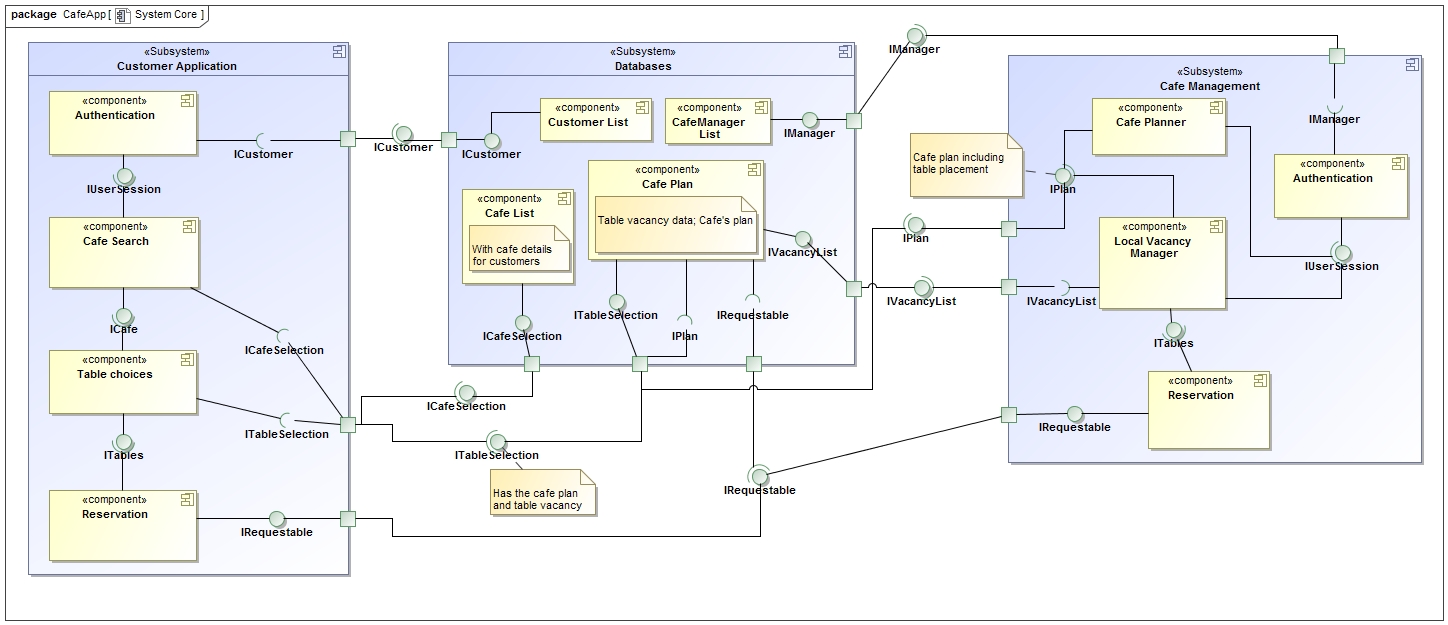 package CafeApp [ System Core ]
«Subsystem»
Customer Application
«component»
Authentication
ICustomer
IUserSession
«component»
Cafe Search
ICafe
ICafeSelection
«component»
Table choices
ITableSelection
ITables
«component»
Reservation
IRequestable
ICustomer
«Subsystem»
Databases
«component»
Customer List
ICustomer
«component»
CafeManager
List
IManager
«component»
Cafe List
With cafe details
for customers
«component»
Cafe Plan
Table vacancy data; Cafe's plan
IVacancyList
ICafeSelection
ITableSelection
IPlan
IRequestable
ICafeSelection
ITableSelection
Has the cafe plan
and table vacancy
IRequestable
IManager
Cafe plan including
table placement
IPlan
IVacancyList
«Subsystem»
Cafe Management
«component»
Cafe Planner
IManager
«component»
Authentication
IPlan
«component»
Local Vacancy
Manager
IUserSession
IVacancyList
ITables
«component»
Reservation
IRequestable